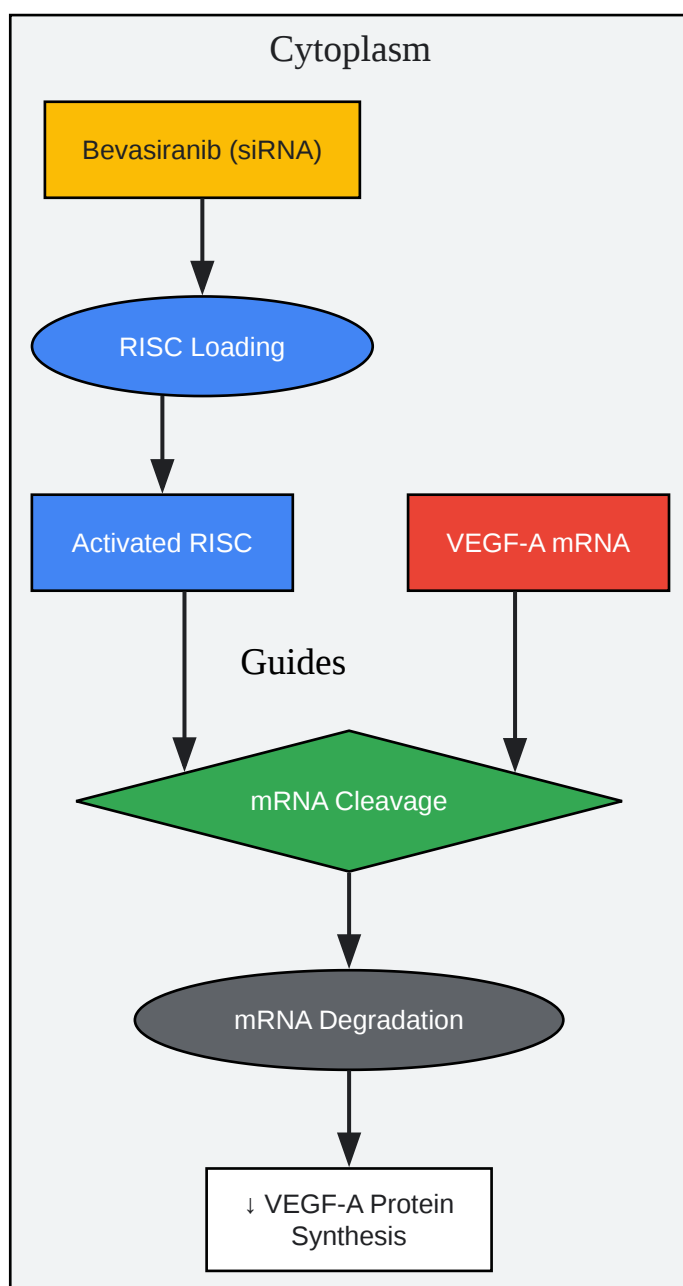 Cytoplasm
Bevasiranib (siRNA)
RISC Loading
Activated RISC
VEGF-A mRNA
Guides
mRNA Cleavage
mRNA Degradation
↓ VEGF-A Protein
Synthesis